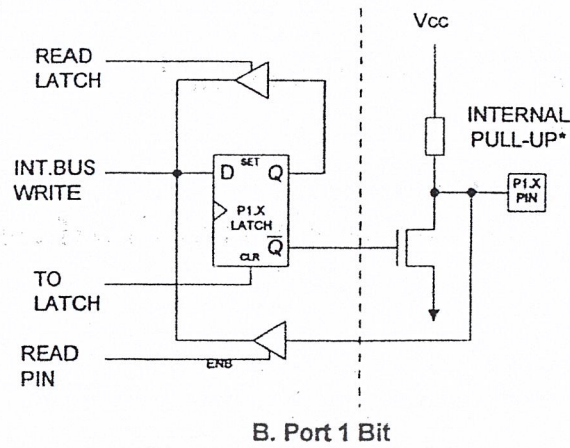 Vcc
READ
LATCH
INTERNAL
PULL-UP*
INT.BUS
WRITE
D
SET
Q
P1.X
LATCH
Q
CLR
P1.X
PIN
TO
LATCH
READ
PIN
ENB
B. Port 1 Bit